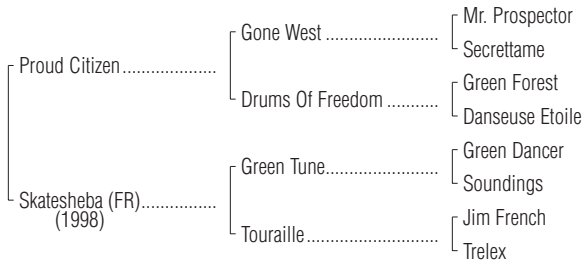 Mr. Prospector
Gone West ....................
Secrettame
Proud Citizen.................
Green Forest
Drums Of Freedom ..........
Danseuse Etoile
Green Dancer
Green Tune....................
Soundings
Skatesheba (FR)..............
(1998)
Jim French
Touraille.......................
Trelex